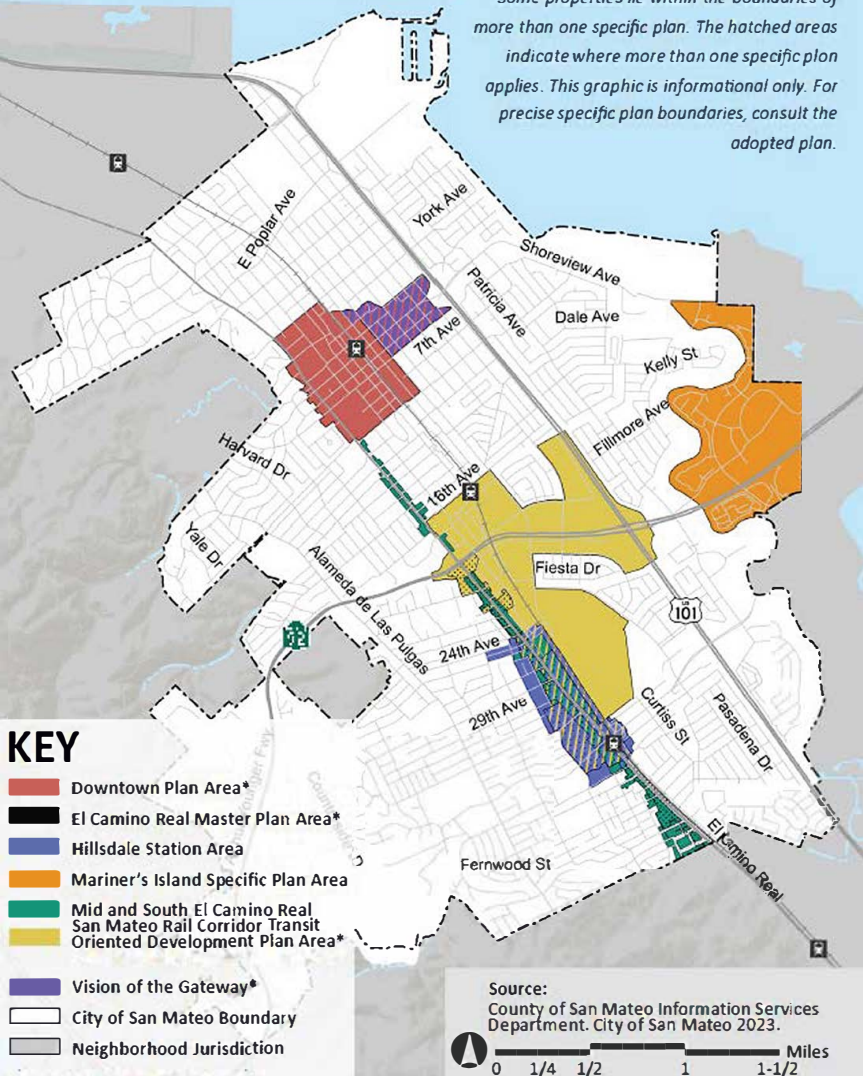 more than one specific plan. The hatched areas
indicate where more than one specific plon
applies. This graphic is informational only. For
precise specific plan boundaries, consult the
adopted plan.
E Poplar Ave
York Ave
Shoreview Ave
Patricia Ave
Dale Ave
7th Ave
Kelly St
Fillmore Ave
Harvard Dr
16th Ave
Yale Dr
Alameda de Las Pulgas
Fiesta Dr
US
101
24th Ave
29th Ave
Curtiss St
Pasadena Dr
El Camino Real
Fernwood St
KEY
Downtown Plan Area*
El Camino Real Master Plan Area*
Hillsdale Station Area
Mariner's Island Specific Plan Area
Mid and South El Camino Real
San Mateo Rail Corridor Transit
Oriented Development Plan Area*
Vision of the Gateway*
City of San Mateo Boundary
Neighborhood Jurisdiction
Source:
County of San Mateo Information Services
Department. City of San Mateo 2023.
Miles
0 1/4 1/2 1 1-1/2